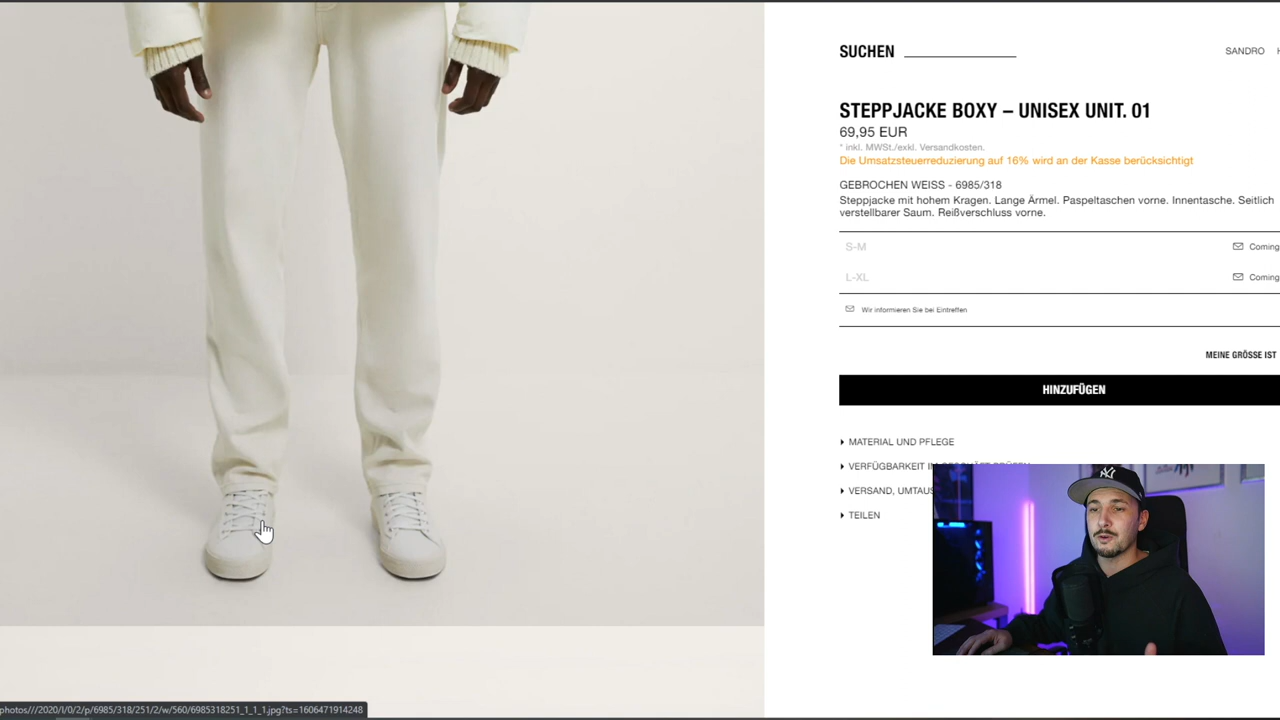 SUCHEN
SANDRO
STEPPJACKE BOXY – UNISEX UNIT. 01
69,95 EUR
* inkl. MWSt./exkl. Versandkosten.
Die Umsatzsteuerreduzierung auf 16% wird an der Kasse berücksichtigt
GEBROCHEN WEISS - 6985/318
Steppjacke mit hohem Kragen. Lange Ärmel. Paspeltaschen vorne. Innentasche. Seitlich
verstellbarer Saum. Reißverschluss vorne.
S-M
Coming
L-XL
Coming
Wir informieren Sie bei Eintreffen
MEINE GRÖSSE IST
HINZUFÜGEN
MATERIAL UND PFLEGE
VERFÜGBARKEIT
VERSAND, UMTAUS
TEILEN
NY
photos///2020/I/0/2/p/6985/318/251/2/w/560/6985318251_1_1_1.jpg?ts=1606471914248